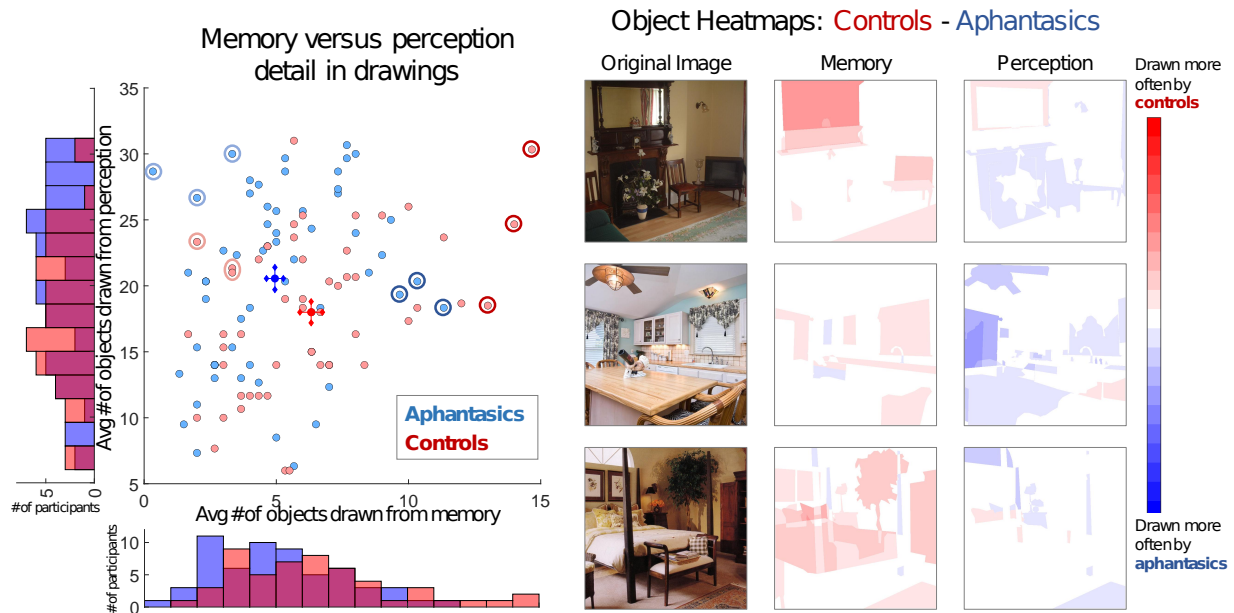 Memory versus perception
detail in drawings
35
30
25
20
15
10
5
0
5
10
15
Avg # of objects drawn from perception
5
0
# of participants
Aphantasics
Controls
Avg # of objects drawn from memory
10
5
0
# of participants
Object Heatmaps: Controls - Aphantasics
Original Image
Memory
Perception
Drawn more
often by
controls
Drawn more
often by
aphantasics